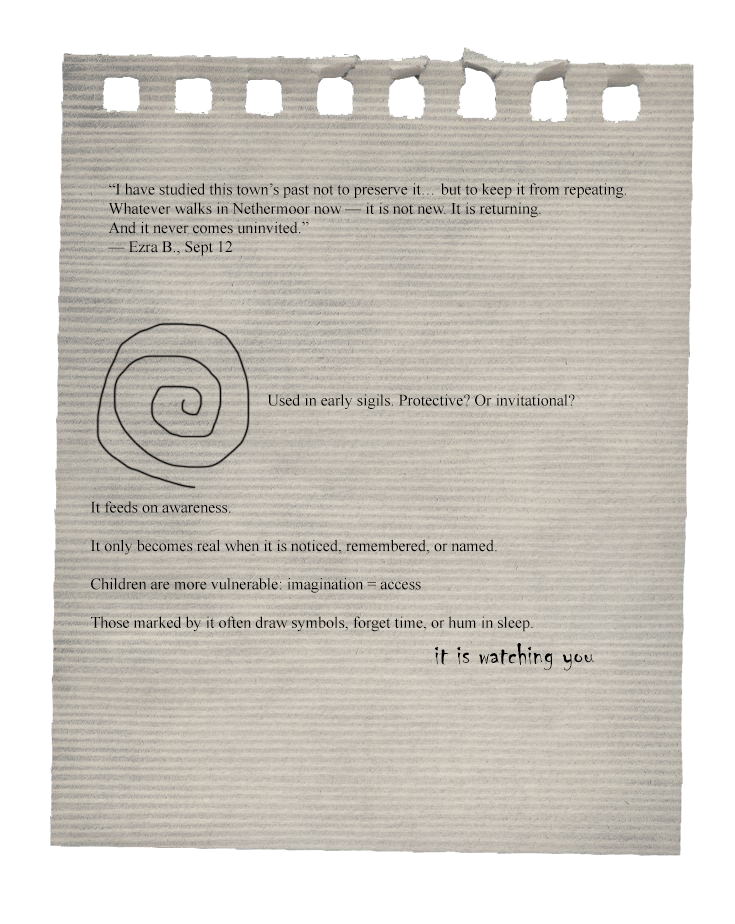 “I have studied this town’s past not to preserve it… but to keep it from repeating.
Whatever walks in Nethermoor now — it is not new. It is returning.
And it never comes uninvited.”
— Ezra B., Sept 12
Used in early sigils. Protective? Or invitational?
It feeds on awareness.
It only becomes real when it is noticed, remembered, or named.
Children are more vulnerable: imagination = access
Those marked by it often draw symbols, forget time, or hum in sleep.
it is watching you